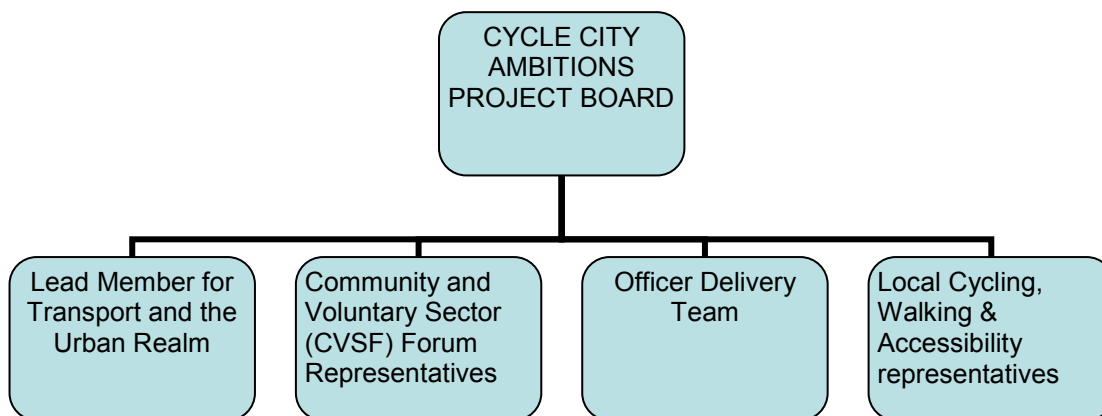 CYCLE CITY
AMBITIONS
PROJECT BOARD
Lead Member for
Transport and the
Urban Realm
Community and
Voluntary Sector
(CVSF) Forum
Representatives
Officer Delivery
Team
Local Cycling,
Walking &
Accessibility
representatives